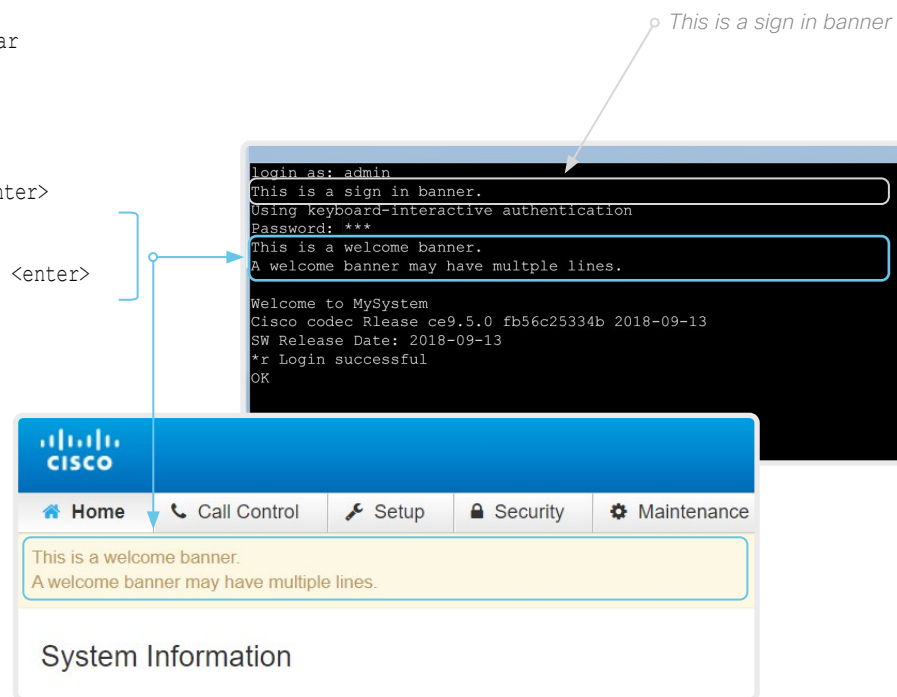 This is a sign in banner
ar
nter>
<enter>
login as: admin
This is a sign in banner.
Using keyboard-interactive authentication
Password: ***
This is a welcome banner.
A welcome banner may have multple lines.
Welcome to MySystem
Cisco codec Rlease ce9.5.0 fb56c25334b 2018-09-13
SW Release Date: 2018-09-13
*r Login successful
OK
CISCO
Home Call Control Setup Security Maintenance
This is a welcome banner.
A welcome banner may have multiple lines.
System Information